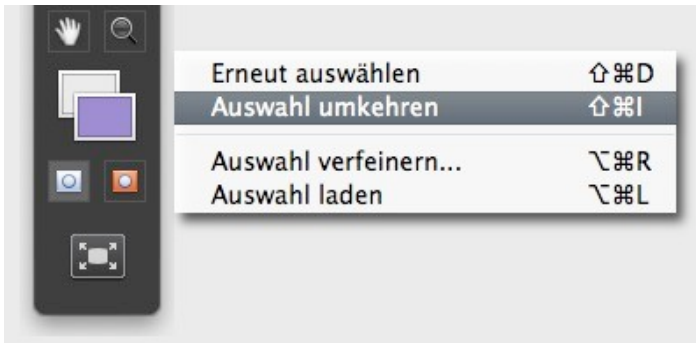 Erneut auswählen ⇧⌘D
Auswahl umkehren ⇧⌘I
Auswahl verfeinern... ⌥⌘R
Auswahl laden ⌥⌘L